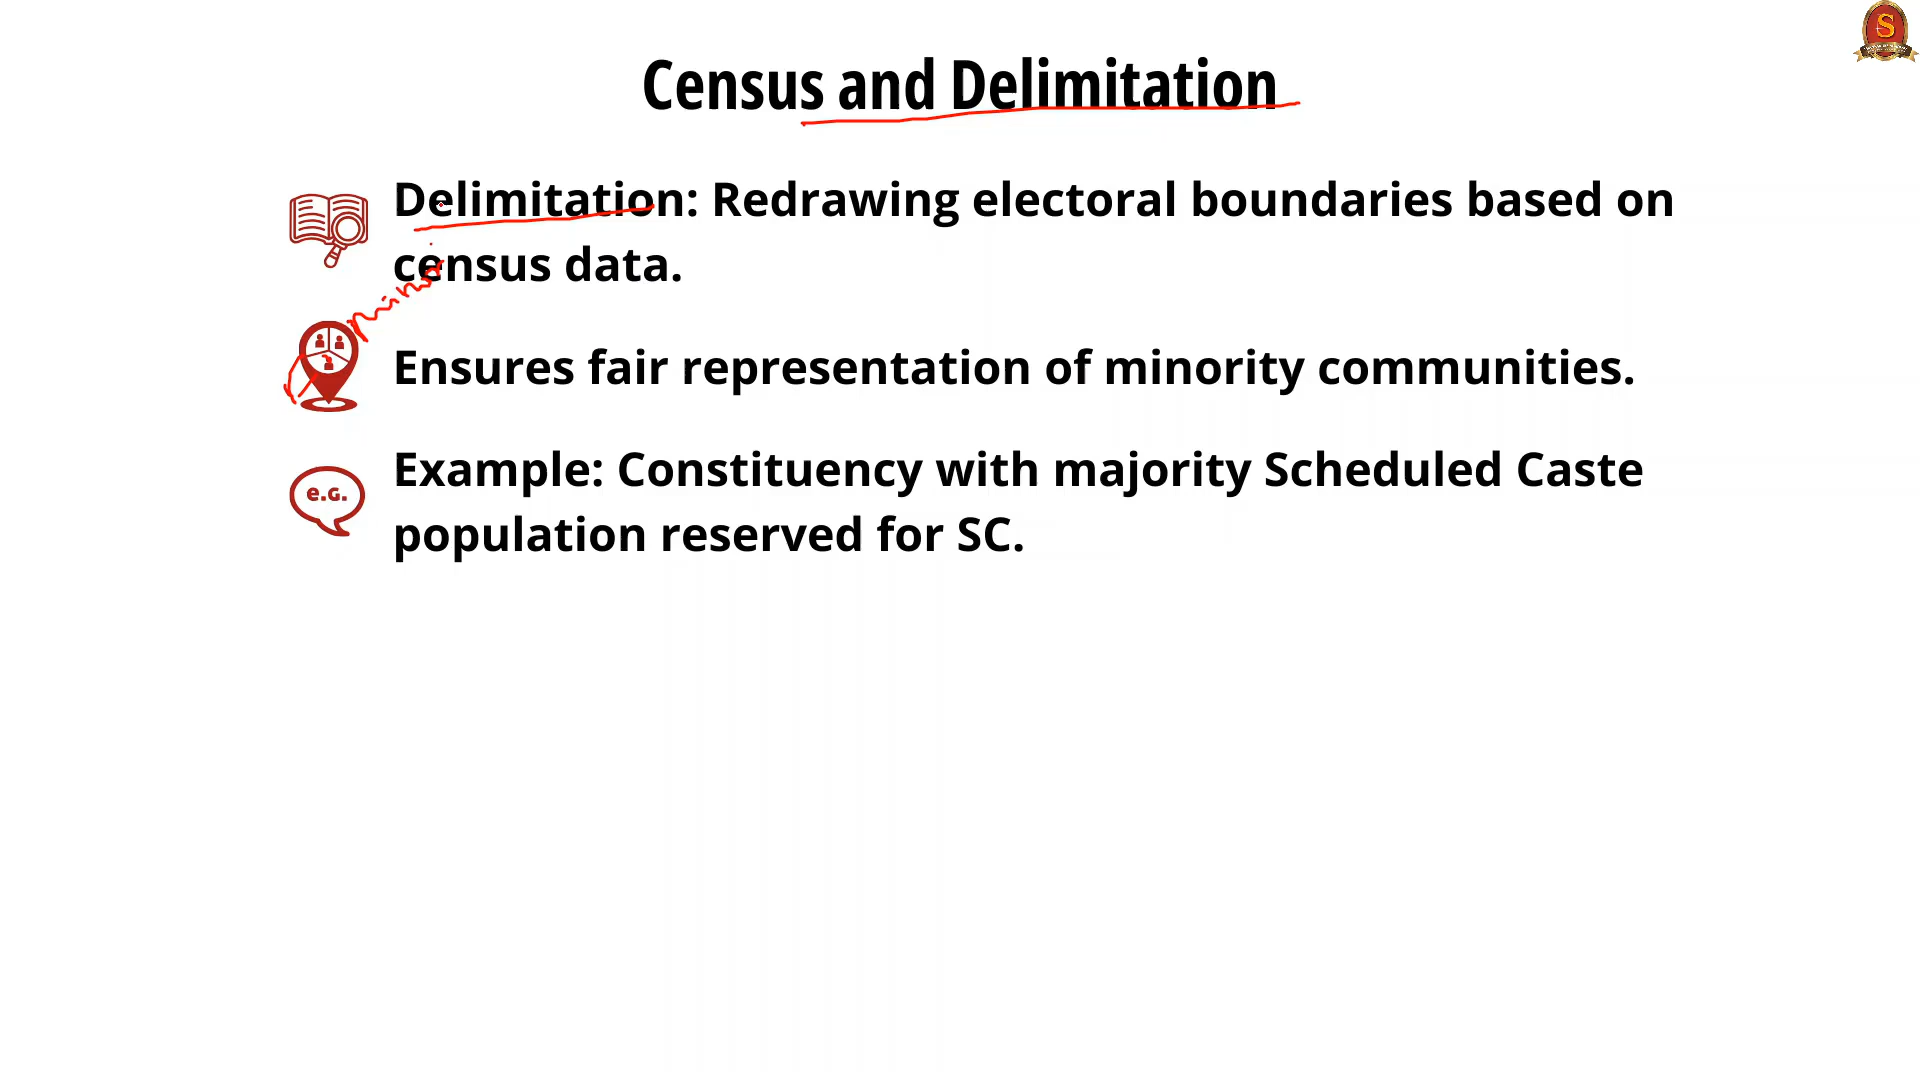 Census and Delimitation
Delimitation: Redrawing electoral boundaries based on
census data.
Ensures fair representation of minority communities.
e.G.
Example: Constituency with majority Scheduled Caste
population reserved for SC.
S